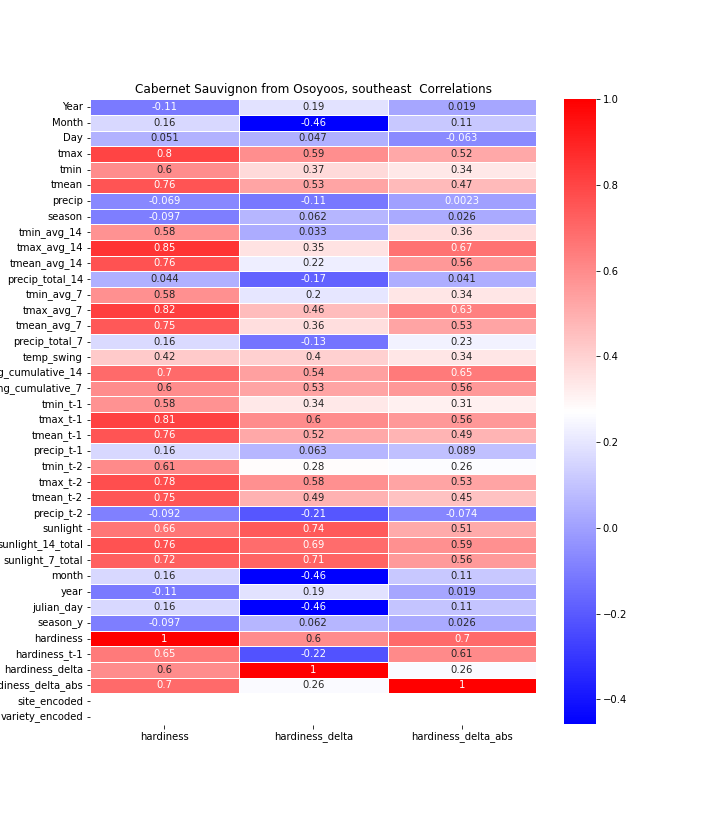 Cabernet Sauvignon from Osoyoos, southeast  Correlations
Year -0.11 0.19 0.019
Month 0.16 -0.46 0.11
Day 0.051 0.047 -0.063
tmax 0.8 0.59 0.52
tmin 0.6 0.37 0.34
tmean 0.76 0.53 0.47
precip -0.069 -0.11 0.0023
season -0.097 0.062 0.026
tmin_avg_14 0.58 0.033 0.36
tmax_avg_14 0.85 0.35 0.67
tmean_avg_14 0.76 0.22 0.56
precip_total_14 0.044 -0.17 0.041
tmin_avg_7 0.58 0.2 0.34
tmax_avg_7 0.82 0.46 0.63
tmean_avg_7 0.75 0.36 0.53
precip_total_7 0.16 -0.13 0.23
temp_swing 0.42 0.4 0.34
g_cumulative_14 0.7 0.54 0.65
ng_cumulative_7 0.6 0.53 0.56
tmin_t-1 0.58 0.34 0.31
tmax_t-1 0.81 0.6 0.56
tmean_t-1 0.76 0.52 0.49
precip_t-1 0.16 0.063 0.089
tmin_t-2 0.61 0.28 0.26
tmax_t-2 0.78 0.58 0.53
tmean_t-2 0.75 0.49 0.45
precip_t-2 -0.092 -0.21 -0.074
sunlight 0.66 0.74 0.51
sunlight_14_total 0.76 0.69 0.59
sunlight_7_total 0.72 0.71 0.56
month 0.16 -0.46 0.11
year -0.11 0.19 0.019
julian_day 0.16 -0.46 0.11
season_y -0.097 0.062 0.026
hardiness 1 0.6 0.7
hardiness_t-1 0.65 -0.22 0.61
hardiness_delta 0.6 1 0.26
diness_delta_abs 0.7 0.26 1
site_encoded
variety_encoded
hardiness hardiness_delta hardiness_delta_abs
1.0
0.8
0.6
0.4
0.2
0.0
−0.2
−0.4